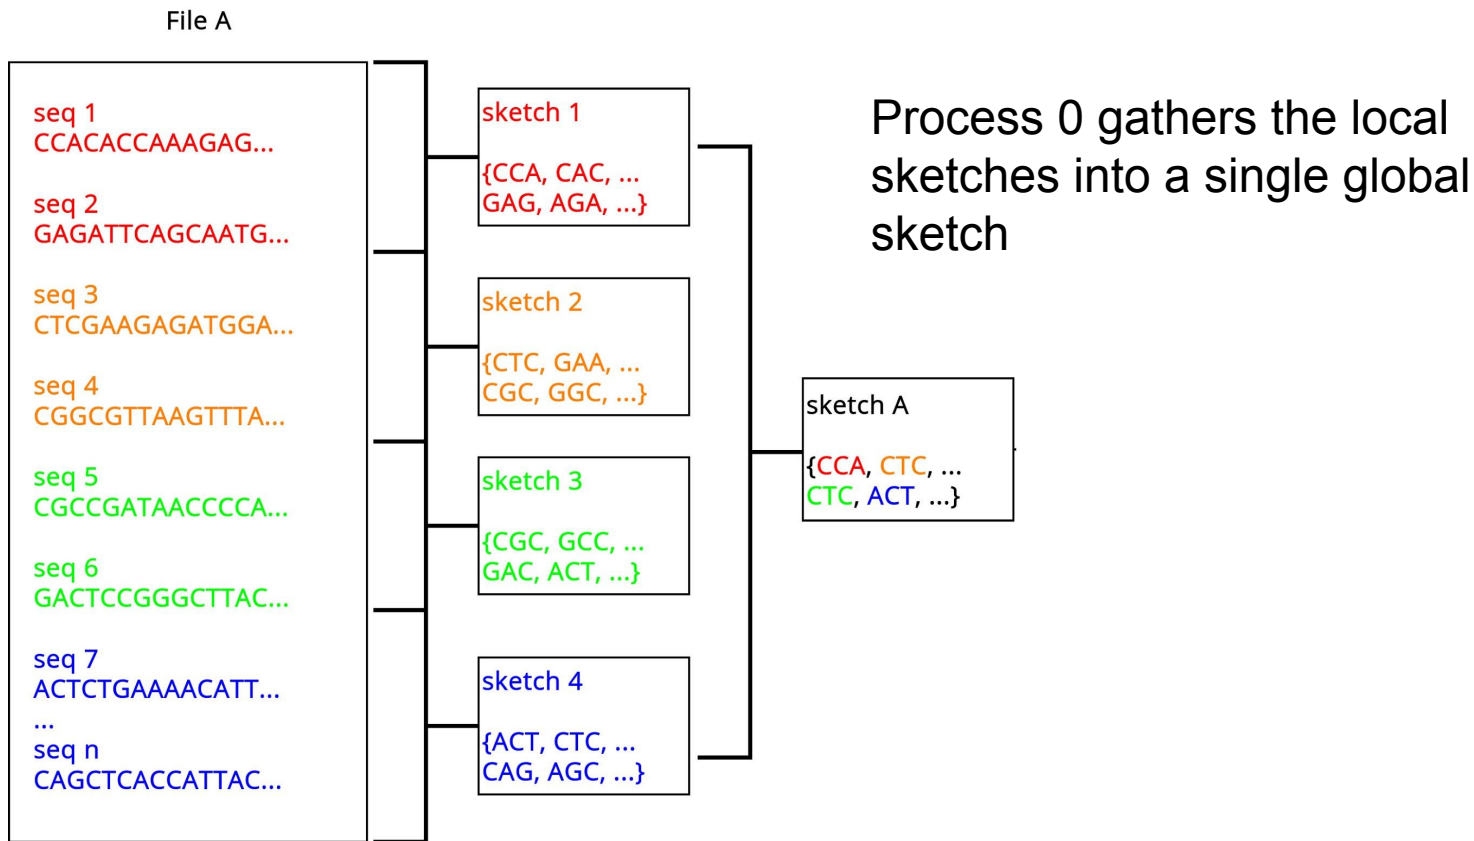 File A
seq 1
CCACACCAAAGAG...
seq 2
GAGATTCAGCAATG...
seq 3
CTCGAAGAGATGGA...
seq 4
CGGCGTTAAGTTTA...
seq 5
CGCCGATAACCCCA...
seq 6
GACTCCGGGCTTAC...
seq 7
ACTCTGAAAACATT...
...
seq n
CAGCTCACCATTAC...
sketch 1
{CCA, CAC, ...
GAG, AGA, ...}
sketch 2
{CTC, GAA, ...
CGC, GGC, ...}
sketch 3
{CGC, GCC, ...
GAC, ACT, ...}
sketch 4
{ACT, CTC, ...
CAG, AGC, ...}
sketch A
{CCA, CTC, ...
CTC, ACT, ...}
Process 0 gathers the local
sketches into a single global
sketch